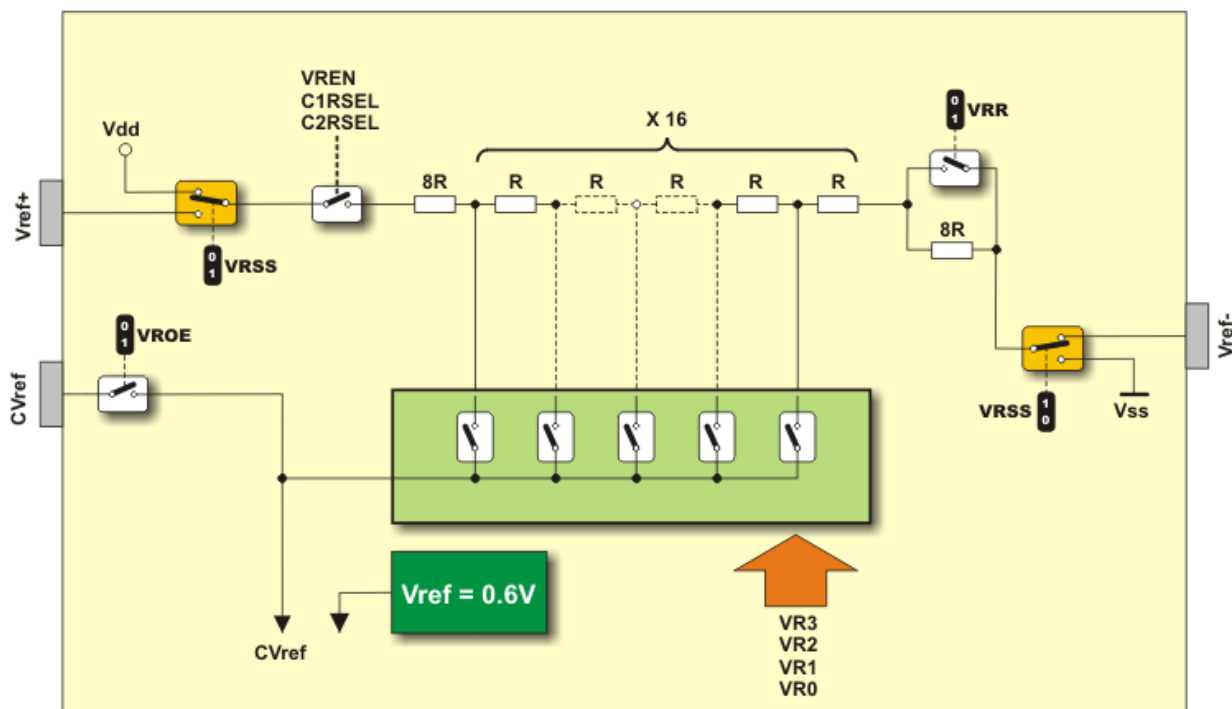 VREN
C1RSEL
C2RSEL
X 16
0
1
VRR
Vdd
8R
R
R
R
R
R
Vref+
0
1
VRSS
8R
0
1
VROE
Vref-
CVref
VRSS
1
0
Vss
Vref = 0.6V
CVref
VR3
VR2
VR1
VR0